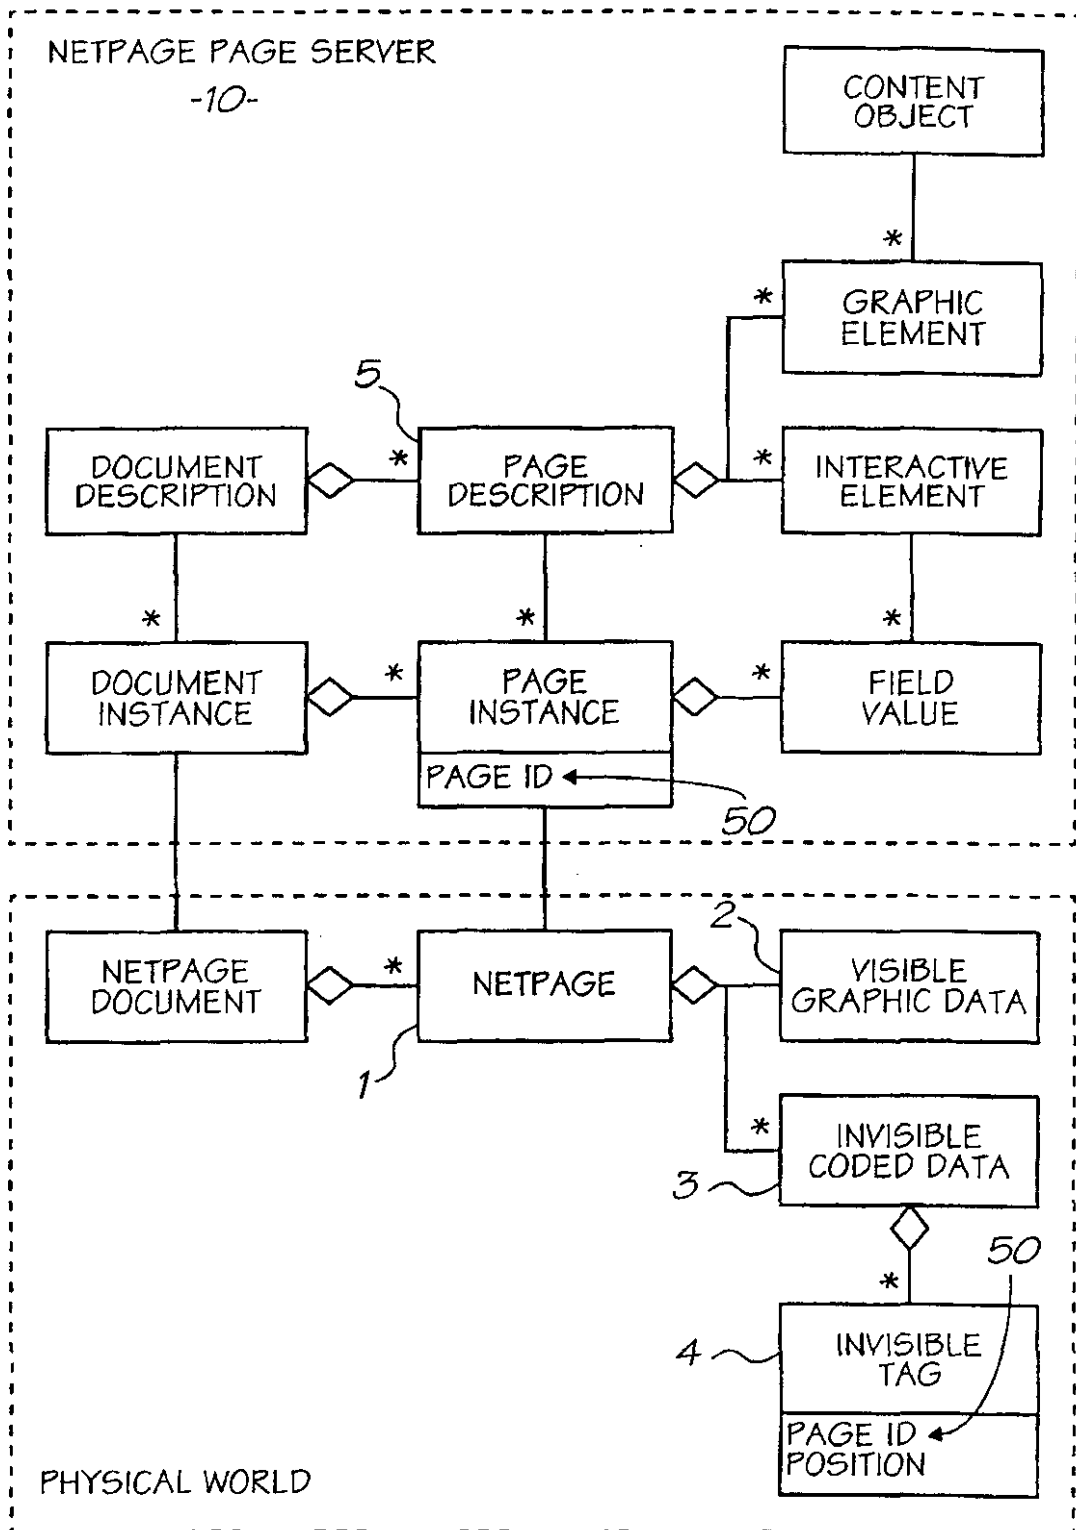 NETPAGE PAGE SERVER
-10-
CONTENT
OBJECT
*
*
GRAPHIC
ELEMENT
5
DOCUMENT
DESCRIPTION
*
PAGE
DESCRIPTION
*
INTERACTIVE
ELEMENT
*
*
*
DOCUMENT
INSTANCE
*
PAGE
INSTANCE
*
FIELD
VALUE
PAGE ID
50
2
NETPAGE
DOCUMENT
*
NETPAGE
VISIBLE
GRAPHIC DATA
1
*
INVISIBLE
CODED DATA
3
50
*
4
INVISIBLE
TAG
PAGE ID
POSITION
PHYSICAL WORLD